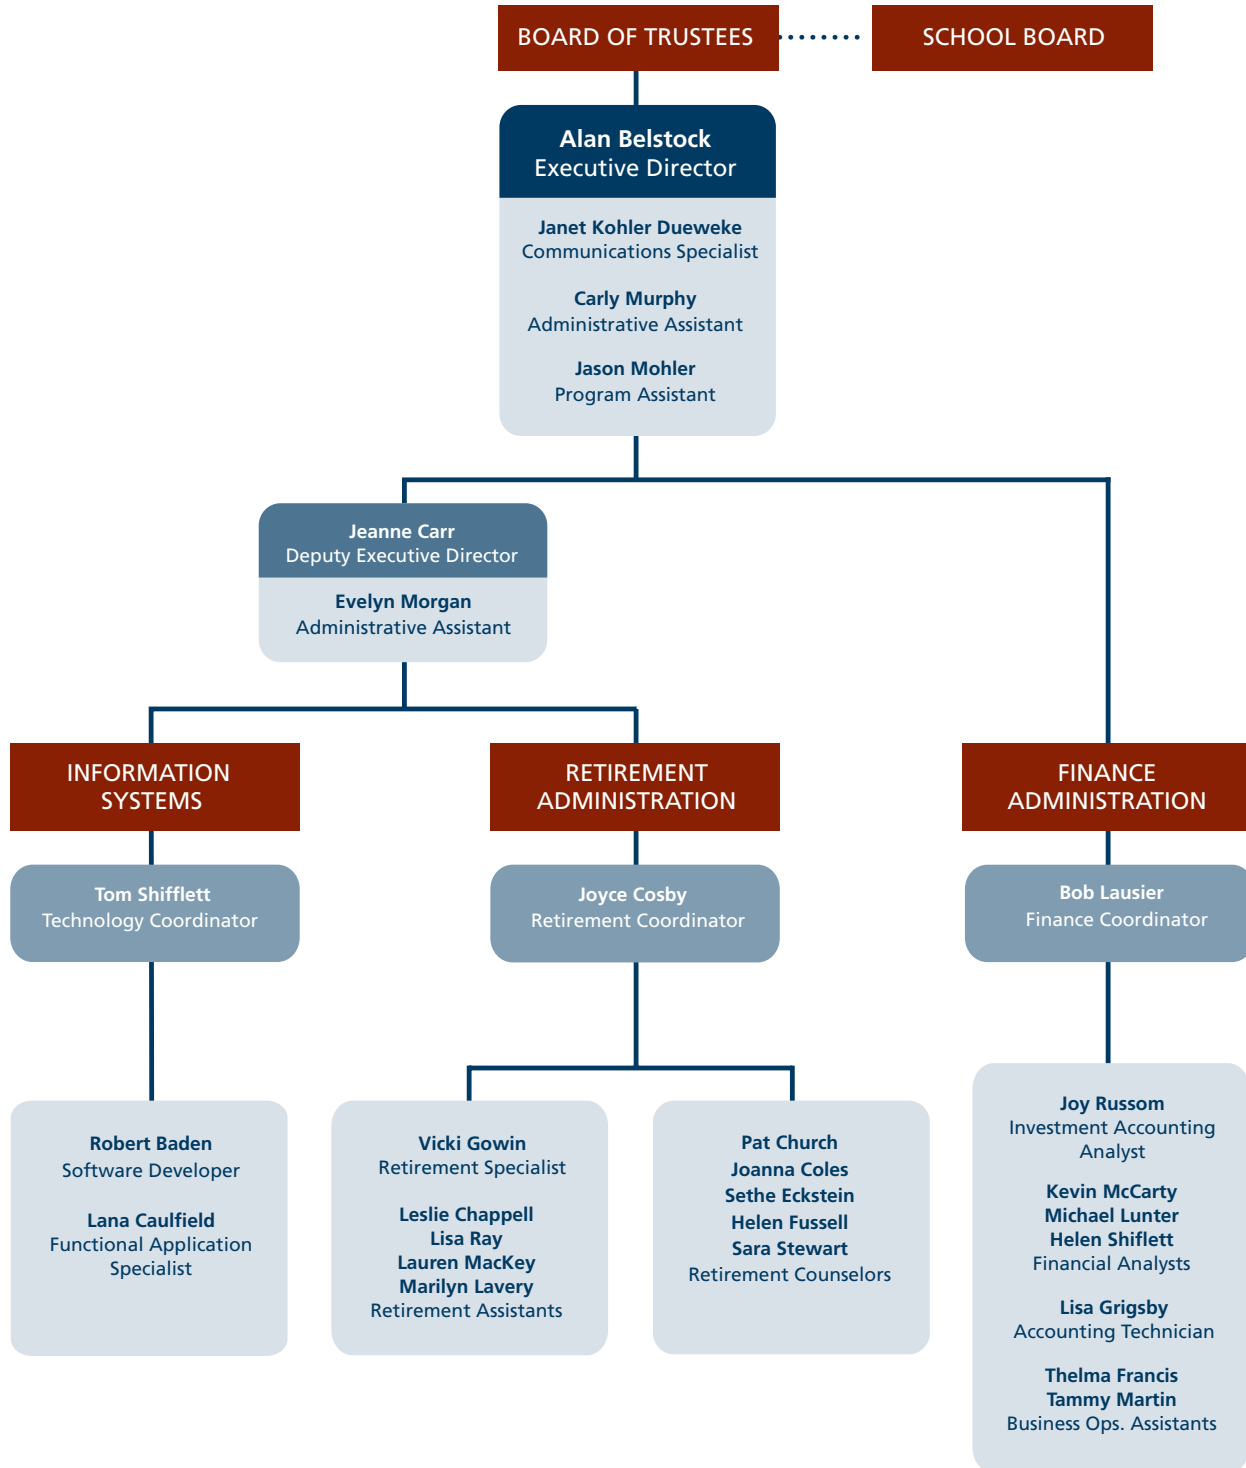 BOARD OF TRUSTEES
SCHOOL BOARD
Alan Belstock
Executive Director
Janet Kohler Dueweke
Communications Specialist
Carly Murphy
Administrative Assistant
Jason Mohler
Program Assistant
Jeanne Carr
Deputy Executive Director
Evelyn Morgan
Administrative Assistant
INFORMATION
SYSTEMS
Tom Shifflett
Technology Coordinator
Robert Baden
Software Developer
Lana Caulfield
Functional Application
Specialist
RETIREMENT
ADMINISTRATION
Joyce Cosby
Retirement Coordinator
Vicki Gowin
Retirement Specialist
Leslie Chappell
Lisa Ray
Lauren MacKey
Marilyn Lavery
Retirement Assistants
Pat Church
Joanna Coles
Sethe Eckstein
Helen Fussell
Sara Stewart
Retirement Counselors
FINANCE
ADMINISTRATION
Bob Lausier
Finance Coordinator
Joy Russom
Investment Accounting
Analyst
Kevin McCarty
Michael Lunter
Helen Shiflett
Financial Analysts
Lisa Grigsby
Accounting Technician
Thelma Francis
Tammy Martin
Business Ops. Assistants